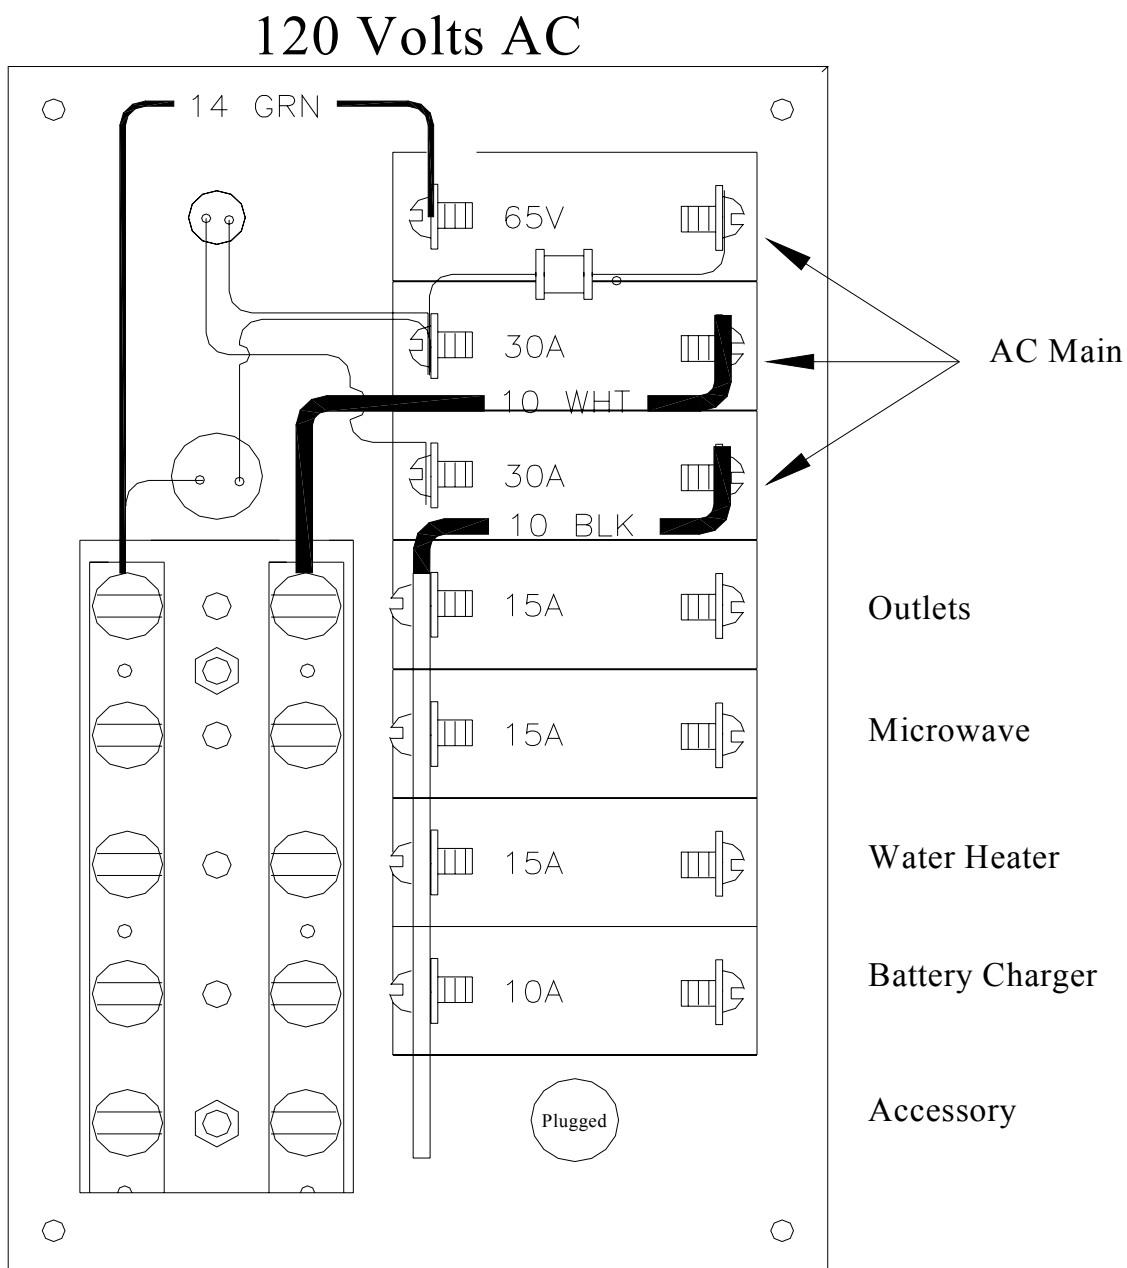 120 Volts AC
14 GRN
65V
30A
AC Main
10 WHT
30A
10 BLK
15A
Outlets
15A
Microwave
15A
Water Heater
10A
Battery Charger
Plugged
Accessory